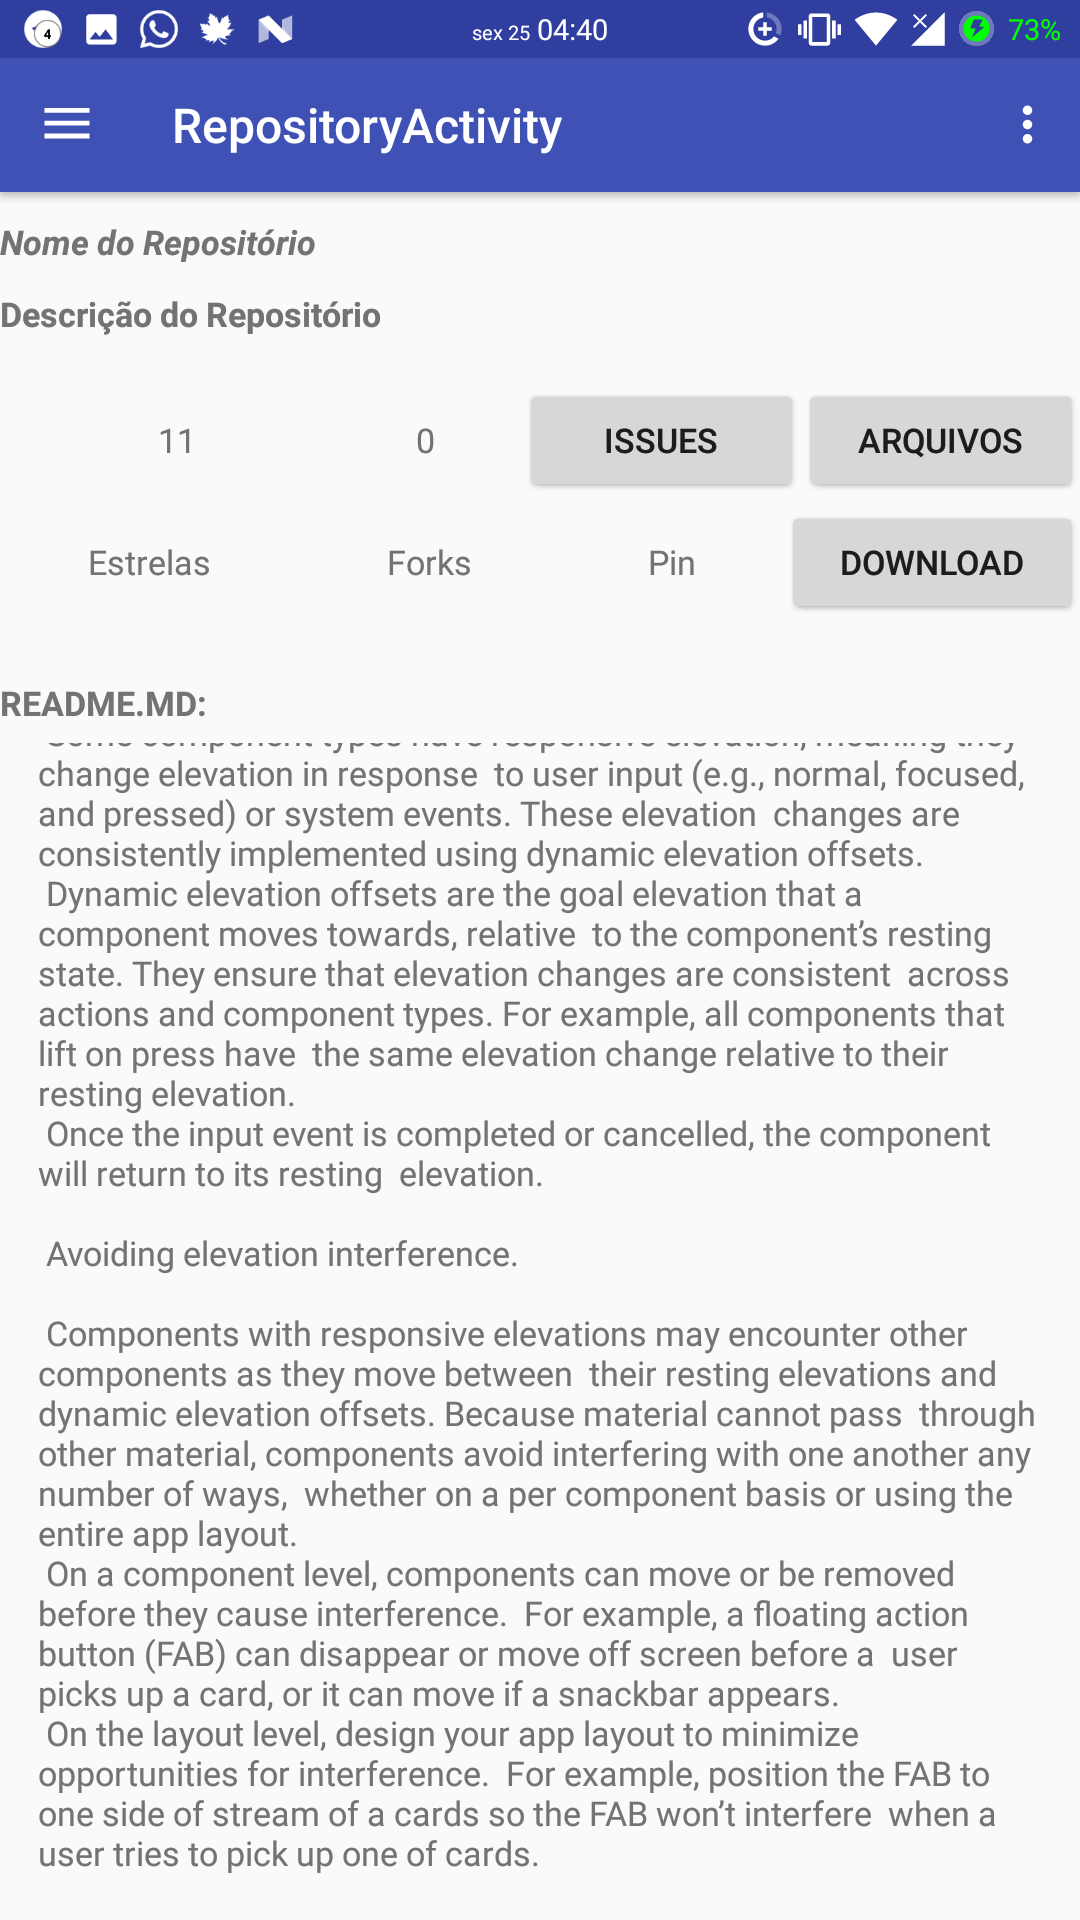 4 sex 25 04:40 73%
RepositoryActivity
Nome do Repositório
Descrição do Repositório
11 0 ISSUES ARQUIVOS
Estrelas Forks Pin DOWNLOAD
README.MD:
Some component types have responsive elevation, meaning they
change elevation in response to user input (e.g., normal, focused,
and pressed) or system events. These elevation changes are
consistently implemented using dynamic elevation offsets.
Dynamic elevation offsets are the goal elevation that a
component moves towards, relative to the component’s resting
state. They ensure that elevation changes are consistent across
actions and component types. For example, all components that
lift on press have the same elevation change relative to their
resting elevation.
Once the input event is completed or cancelled, the component
will return to its resting elevation.
Avoiding elevation interference.
Components with responsive elevations may encounter other
components as they move between their resting elevations and
dynamic elevation offsets. Because material cannot pass through
other material, components avoid interfering with one another any
number of ways, whether on a per component basis or using the
entire app layout.
On a component level, components can move or be removed
before they cause interference. For example, a floating action
button (FAB) can disappear or move off screen before a user
picks up a card, or it can move if a snackbar appears.
On the layout level, design your app layout to minimize
opportunities for interference. For example, position the FAB to
one side of stream of a cards so the FAB won’t interfere when a
user tries to pick up one of cards.